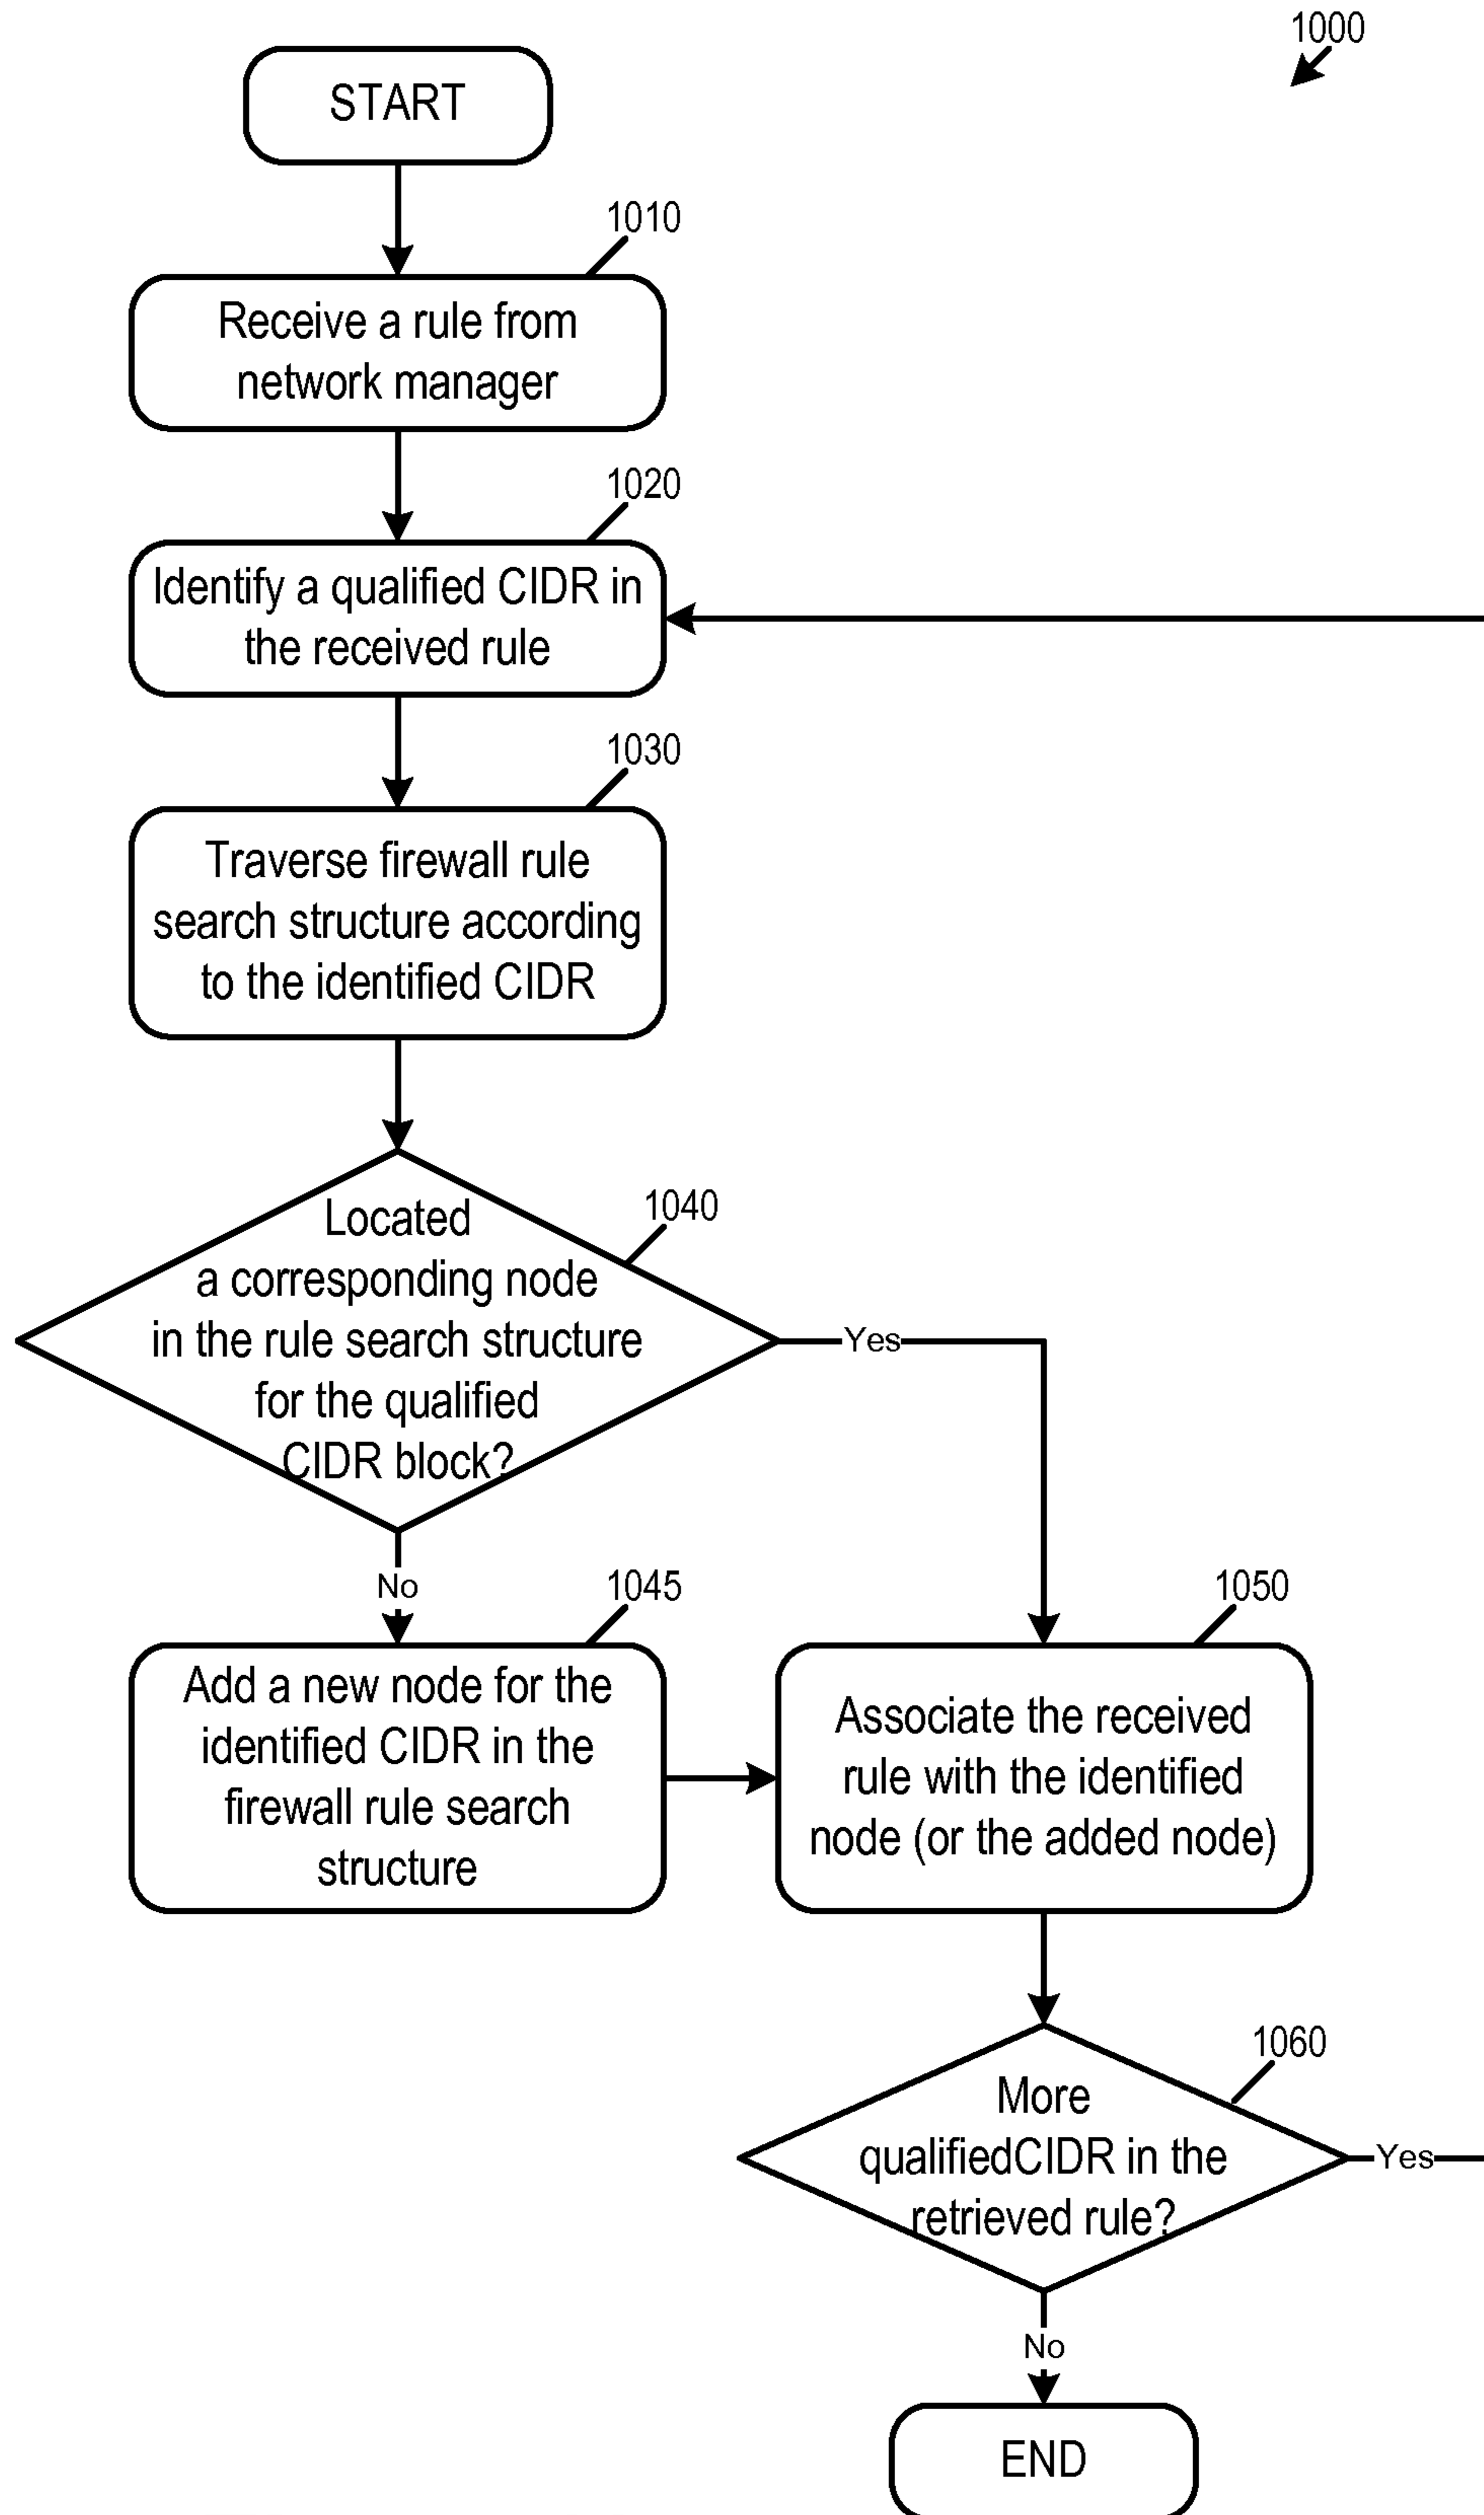 1000
START
1010
Receive a rule from
network manager
1020
Identify a qualified CIDR in
the received rule
1030
Traverse firewall rule
search structure according
to the identified CIDR
1040
Located
a corresponding node
in the rule search structure
for the qualified
CIDR block?
Yes
No
1045
Add a new node for the
identified CIDR in the
firewall rule search
structure
1050
Associate the received
rule with the identified
node (or the added node)
1060
More
qualifiedCIDR in the
retrieved rule?
Yes
No
END